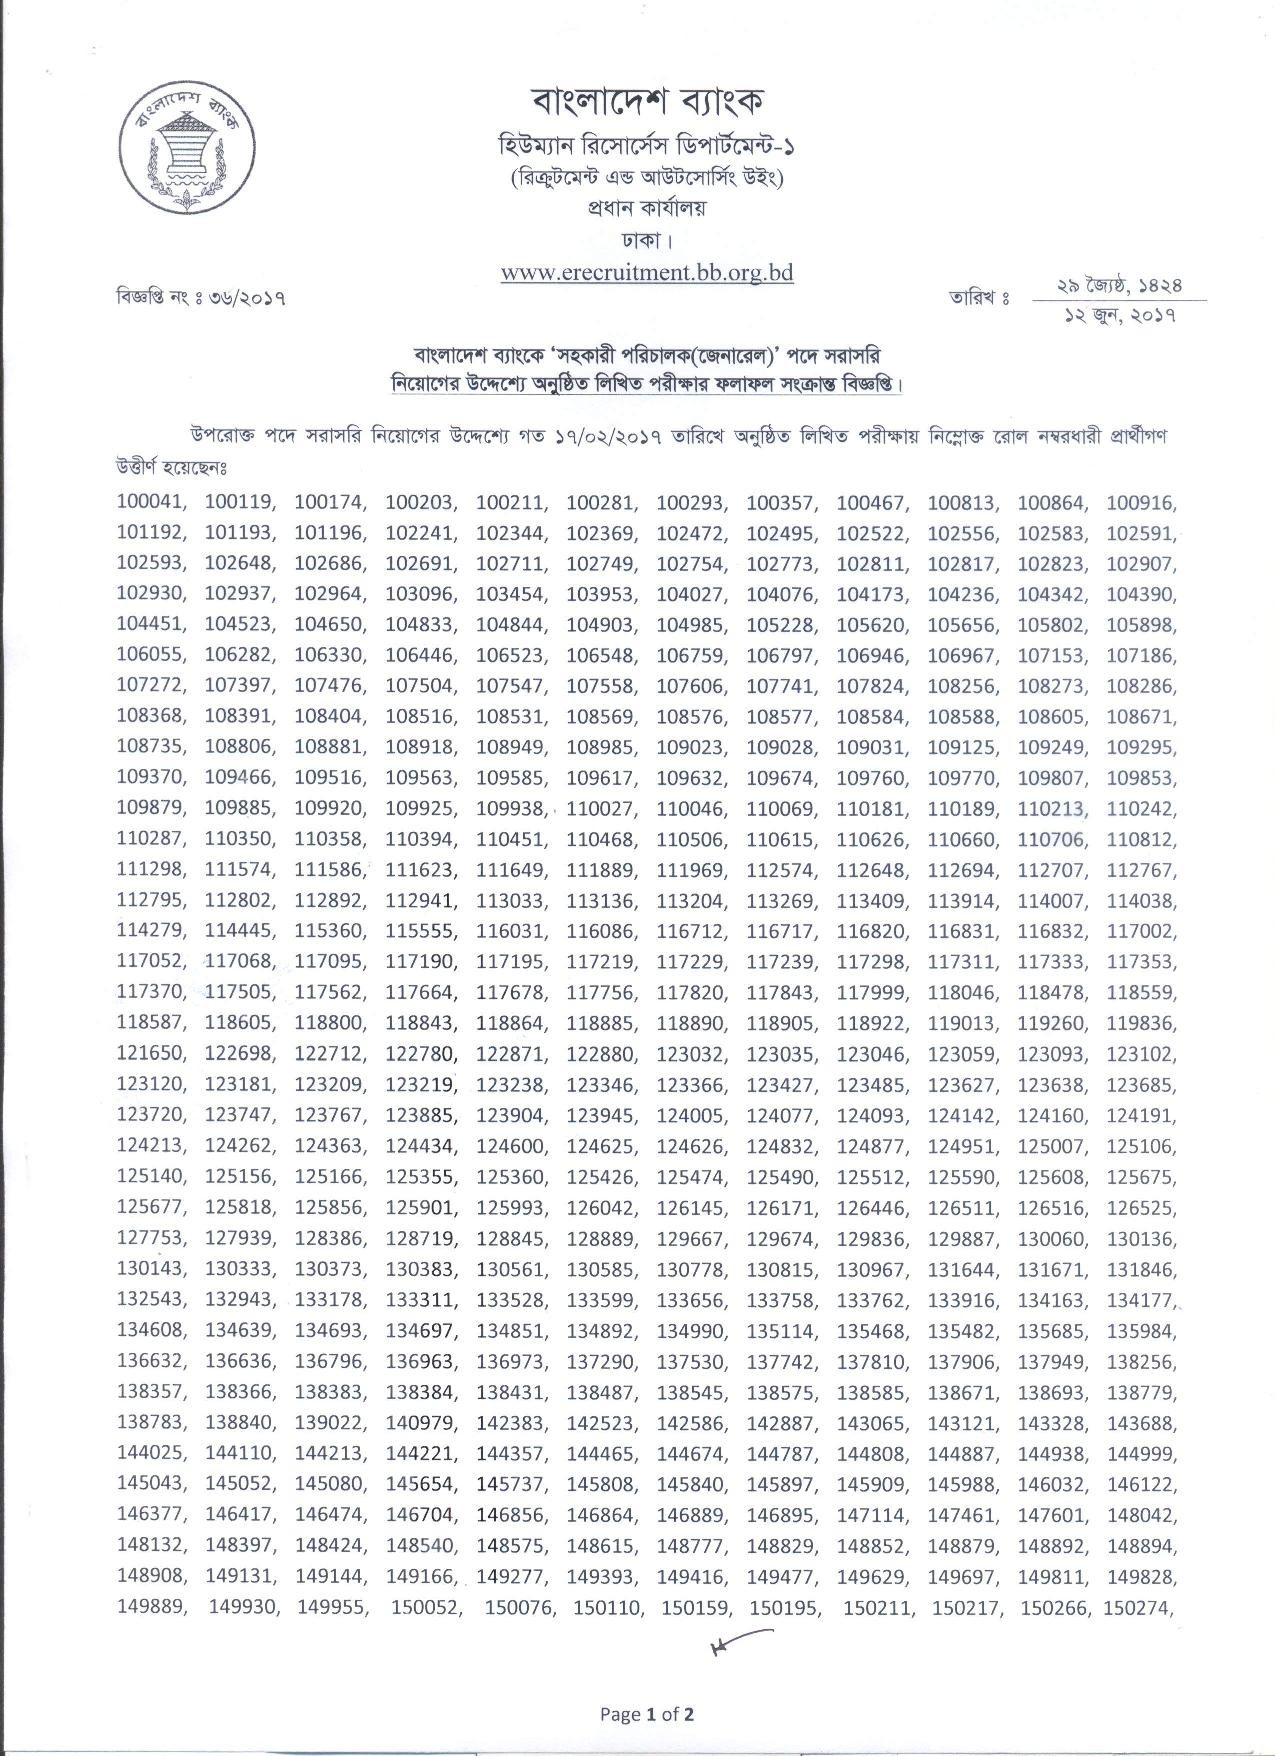 বাংলাদেশ ব্যাংক
বাংলাদেশ ব্যাংক
হিউম্যান রিসোর্সেস ডিপার্টমেন্ট-১
(রিক্রুটমেন্ট এন্ড আউটসোর্সিং উইং)
প্রধান কার্যালয়
ঢাকা।
www.erecruitment.bb.org.bd
বিজ্ঞপ্তি নং ঃ ৩৬/২০১৭
তারিখ ঃ
২৯ জ্যৈষ্ঠ, ১৪২৪
১২ জুন, ২০১৭
বাংলাদেশ ব্যাংকে ‘সহকারী পরিচালক(জেনারেল)’ পদে সরাসরি
নিয়োগের উদ্দেশ্যে অনুষ্ঠিত লিখিত পরীক্ষার ফলাফল সংক্রান্ত বিজ্ঞপ্তি।
উপরোক্ত পদে সরাসরি নিয়োগের উদ্দেশ্যে গত ১৭/০২/২০১৭ তারিখে অনুষ্ঠিত লিখিত পরীক্ষায় নিম্নোক্ত রোল নম্বরধারী প্রার্থীগণ
উত্তীর্ণ হয়েছেনঃ
100041, 100119, 100174, 100203, 100211, 100281, 100293, 100357, 100467, 100813, 100864, 100916,
101192, 101193, 101196, 102241, 102344, 102369, 102472, 102495, 102522, 102556, 102583, 102591,
102593, 102648, 102686, 102691, 102711, 102749, 102754, 102773, 102811, 102817, 102823, 102907,
102930, 102937, 102964, 103096, 103454, 103953, 104027, 104076, 104173, 104236, 104342, 104390,
104451, 104523, 104650, 104833, 104844, 104903, 104985, 105228, 105620, 105656, 105802, 105898,
106055, 106282, 106330, 106446, 106523, 106548, 106759, 106797, 106946, 106967, 107153, 107186,
107272, 107397, 107476, 107504, 107547, 107558, 107606, 107741, 107824, 108256, 108273, 108286,
108368, 108391, 108404, 108516, 108531, 108569, 108576, 108577, 108584, 108588, 108605, 108671,
108735, 108806, 108881, 108918, 108949, 108985, 109023, 109028, 109031, 109125, 109249, 109295,
109370, 109466, 109516, 109563, 109585, 109617, 109632, 109674, 109760, 109770, 109807, 109853,
109879, 109885, 109920, 109925, 109938, 110027, 110046, 110069, 110181, 110189, 110213, 110242,
110287, 110350, 110358, 110394, 110451, 110468, 110506, 110615, 110626, 110660, 110706, 110812,
111298, 111574, 111586, 111623, 111649, 111889, 111969, 112574, 112648, 112694, 112707, 112767,
112795, 112802, 112892, 112941, 113033, 113136, 113204, 113269, 113409, 113914, 114007, 114038,
114279, 114445, 115360, 115555, 116031, 116086, 116712, 116717, 116820, 116831, 116832, 117002,
117052, 117068, 117095, 117190, 117195, 117219, 117229, 117239, 117298, 117311, 117333, 117353,
117370, 117505, 117562, 117664, 117678, 117756, 117820, 117843, 117999, 118046, 118478, 118559,
118587, 118605, 118800, 118843, 118864, 118885, 118890, 118905, 118922, 119013, 119260, 119836,
121650, 122698, 122712, 122780, 122871, 122880, 123032, 123035, 123046, 123059, 123093, 123102,
123120, 123181, 123209, 123219, 123238, 123346, 123366, 123427, 123485, 123627, 123638, 123685,
123720, 123747, 123767, 123885, 123904, 123945, 124005, 124077, 124093, 124142, 124160, 124191,
124213, 124262, 124363, 124434, 124600, 124625, 124626, 124832, 124877, 124951, 125007, 125106,
125140, 125156, 125166, 125355, 125360, 125426, 125474, 125490, 125512, 125590, 125608, 125675,
125677, 125818, 125856, 125901, 125993, 126042, 126145, 126171, 126446, 126511, 126516, 126525,
127753, 127939, 128386, 128719, 128845, 128889, 129667, 129674, 129836, 129887, 130060, 130136,
130143, 130333, 130373, 130383, 130561, 130585, 130778, 130815, 130967, 131644, 131671, 131846,
132543, 132943, 133178, 133311, 133528, 133599, 133656, 133758, 133762, 133916, 134163, 134177,
134608, 134639, 134693, 134697, 134851, 134892, 134990, 135114, 135468, 135482, 135685, 135984,
136632, 136636, 136796, 136963, 136973, 137290, 137530, 137742, 137810, 137906, 137949, 138256,
138357, 138366, 138383, 138384, 138431, 138487, 138545, 138575, 138585, 138671, 138693, 138779,
138783, 138840, 139022, 140979, 142383, 142523, 142586, 142887, 143065, 143121, 143328, 143688,
144025, 144110, 144213, 144221, 144357, 144465, 144674, 144787, 144808, 144887, 144938, 144999,
145043, 145052, 145080, 145654, 145737, 145808, 145840, 145897, 145909, 145988, 146032, 146122,
146377, 146417, 146474, 146704, 146856, 146864, 146889, 146895, 147114, 147461, 147601, 148042,
148132, 148397, 148424, 148540, 148575, 148615, 148777, 148829, 148852, 148879, 148892, 148894,
148908, 149131, 149144, 149166, 149277, 149393, 149416, 149477, 149629, 149697, 149811, 149828,
149889, 149930, 149955, 150052, 150076, 150110, 150159, 150195, 150211, 150217, 150266, 150274,
Page 1 of 2